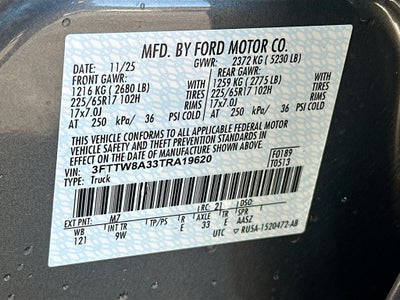 MFD. BY FORD MOTOR CO.
DATE: 11/25 GVWR: 2372 KG ( 5230 LB)
FRONT GAWR: REAR GAWR:
1216 KG ( 2680 LB) 1259 KG ( 2775 LB)
225/65R17 102H TIRES 225/65R17 102H TIRES
17x7.0J RIMS 17x7.0J RIMS
AT 250 kPa/ 36 PSI COLD AT 250 kPa/ 36 PSI COLD
THIS VEHICLE CONFORMS TO ALL APPLICABLE FEDERAL MOTOR
VEHICLE SAFETY AND THEFT PREVENTION STANDARDS IN EFFECT
ON THE DATE OF MANUFACTURE SHOWN ABOVE.
VIN: 3FTTW8A33TRA19620 F0189
TYPE: Truck T0513
EXT PNT: M7 RC: 21 DSO:
WB INT TR TP/PS R AXLE TR SPR
121 9W E 33 E AASZ
UTC RU5A-1520472-AB